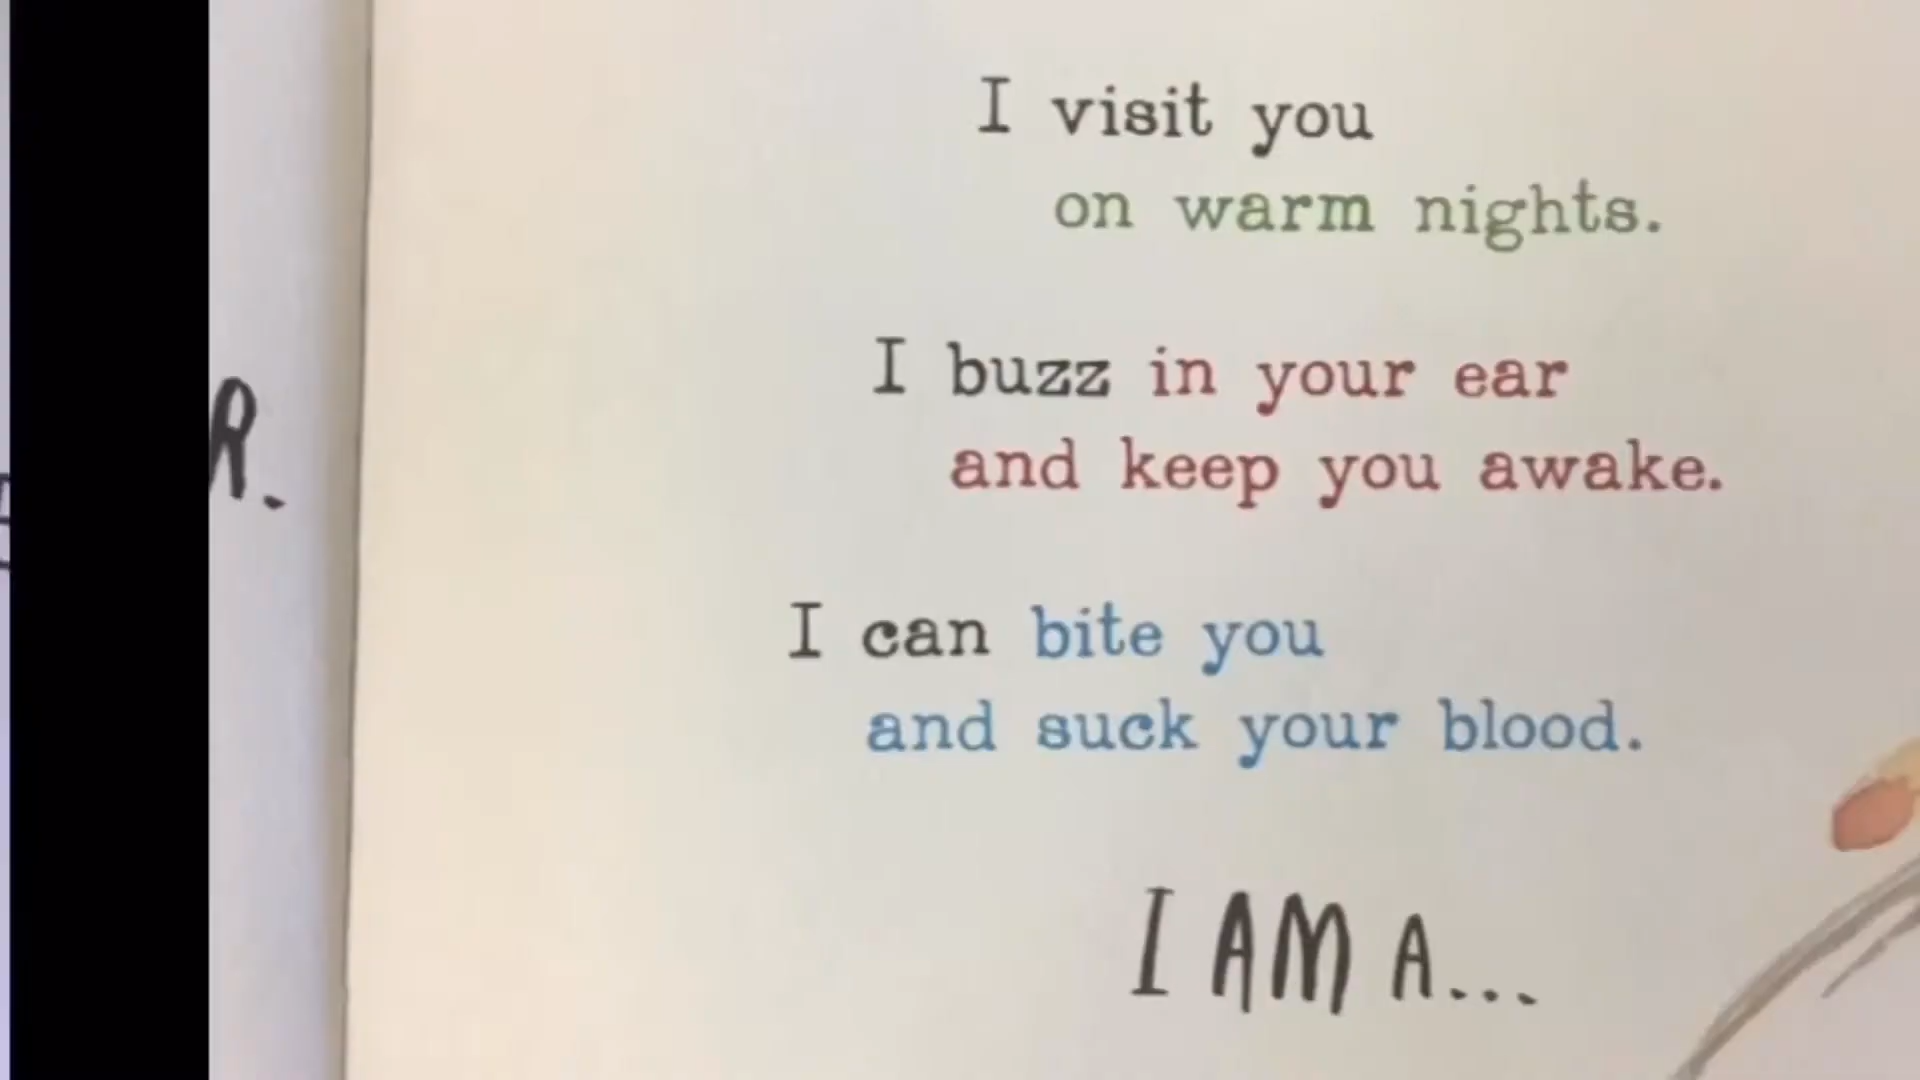 R.
I visit you
on warm nights.
I buzz in your ear
and keep you awake.
I can bite you
and suck your blood.
I AM A...